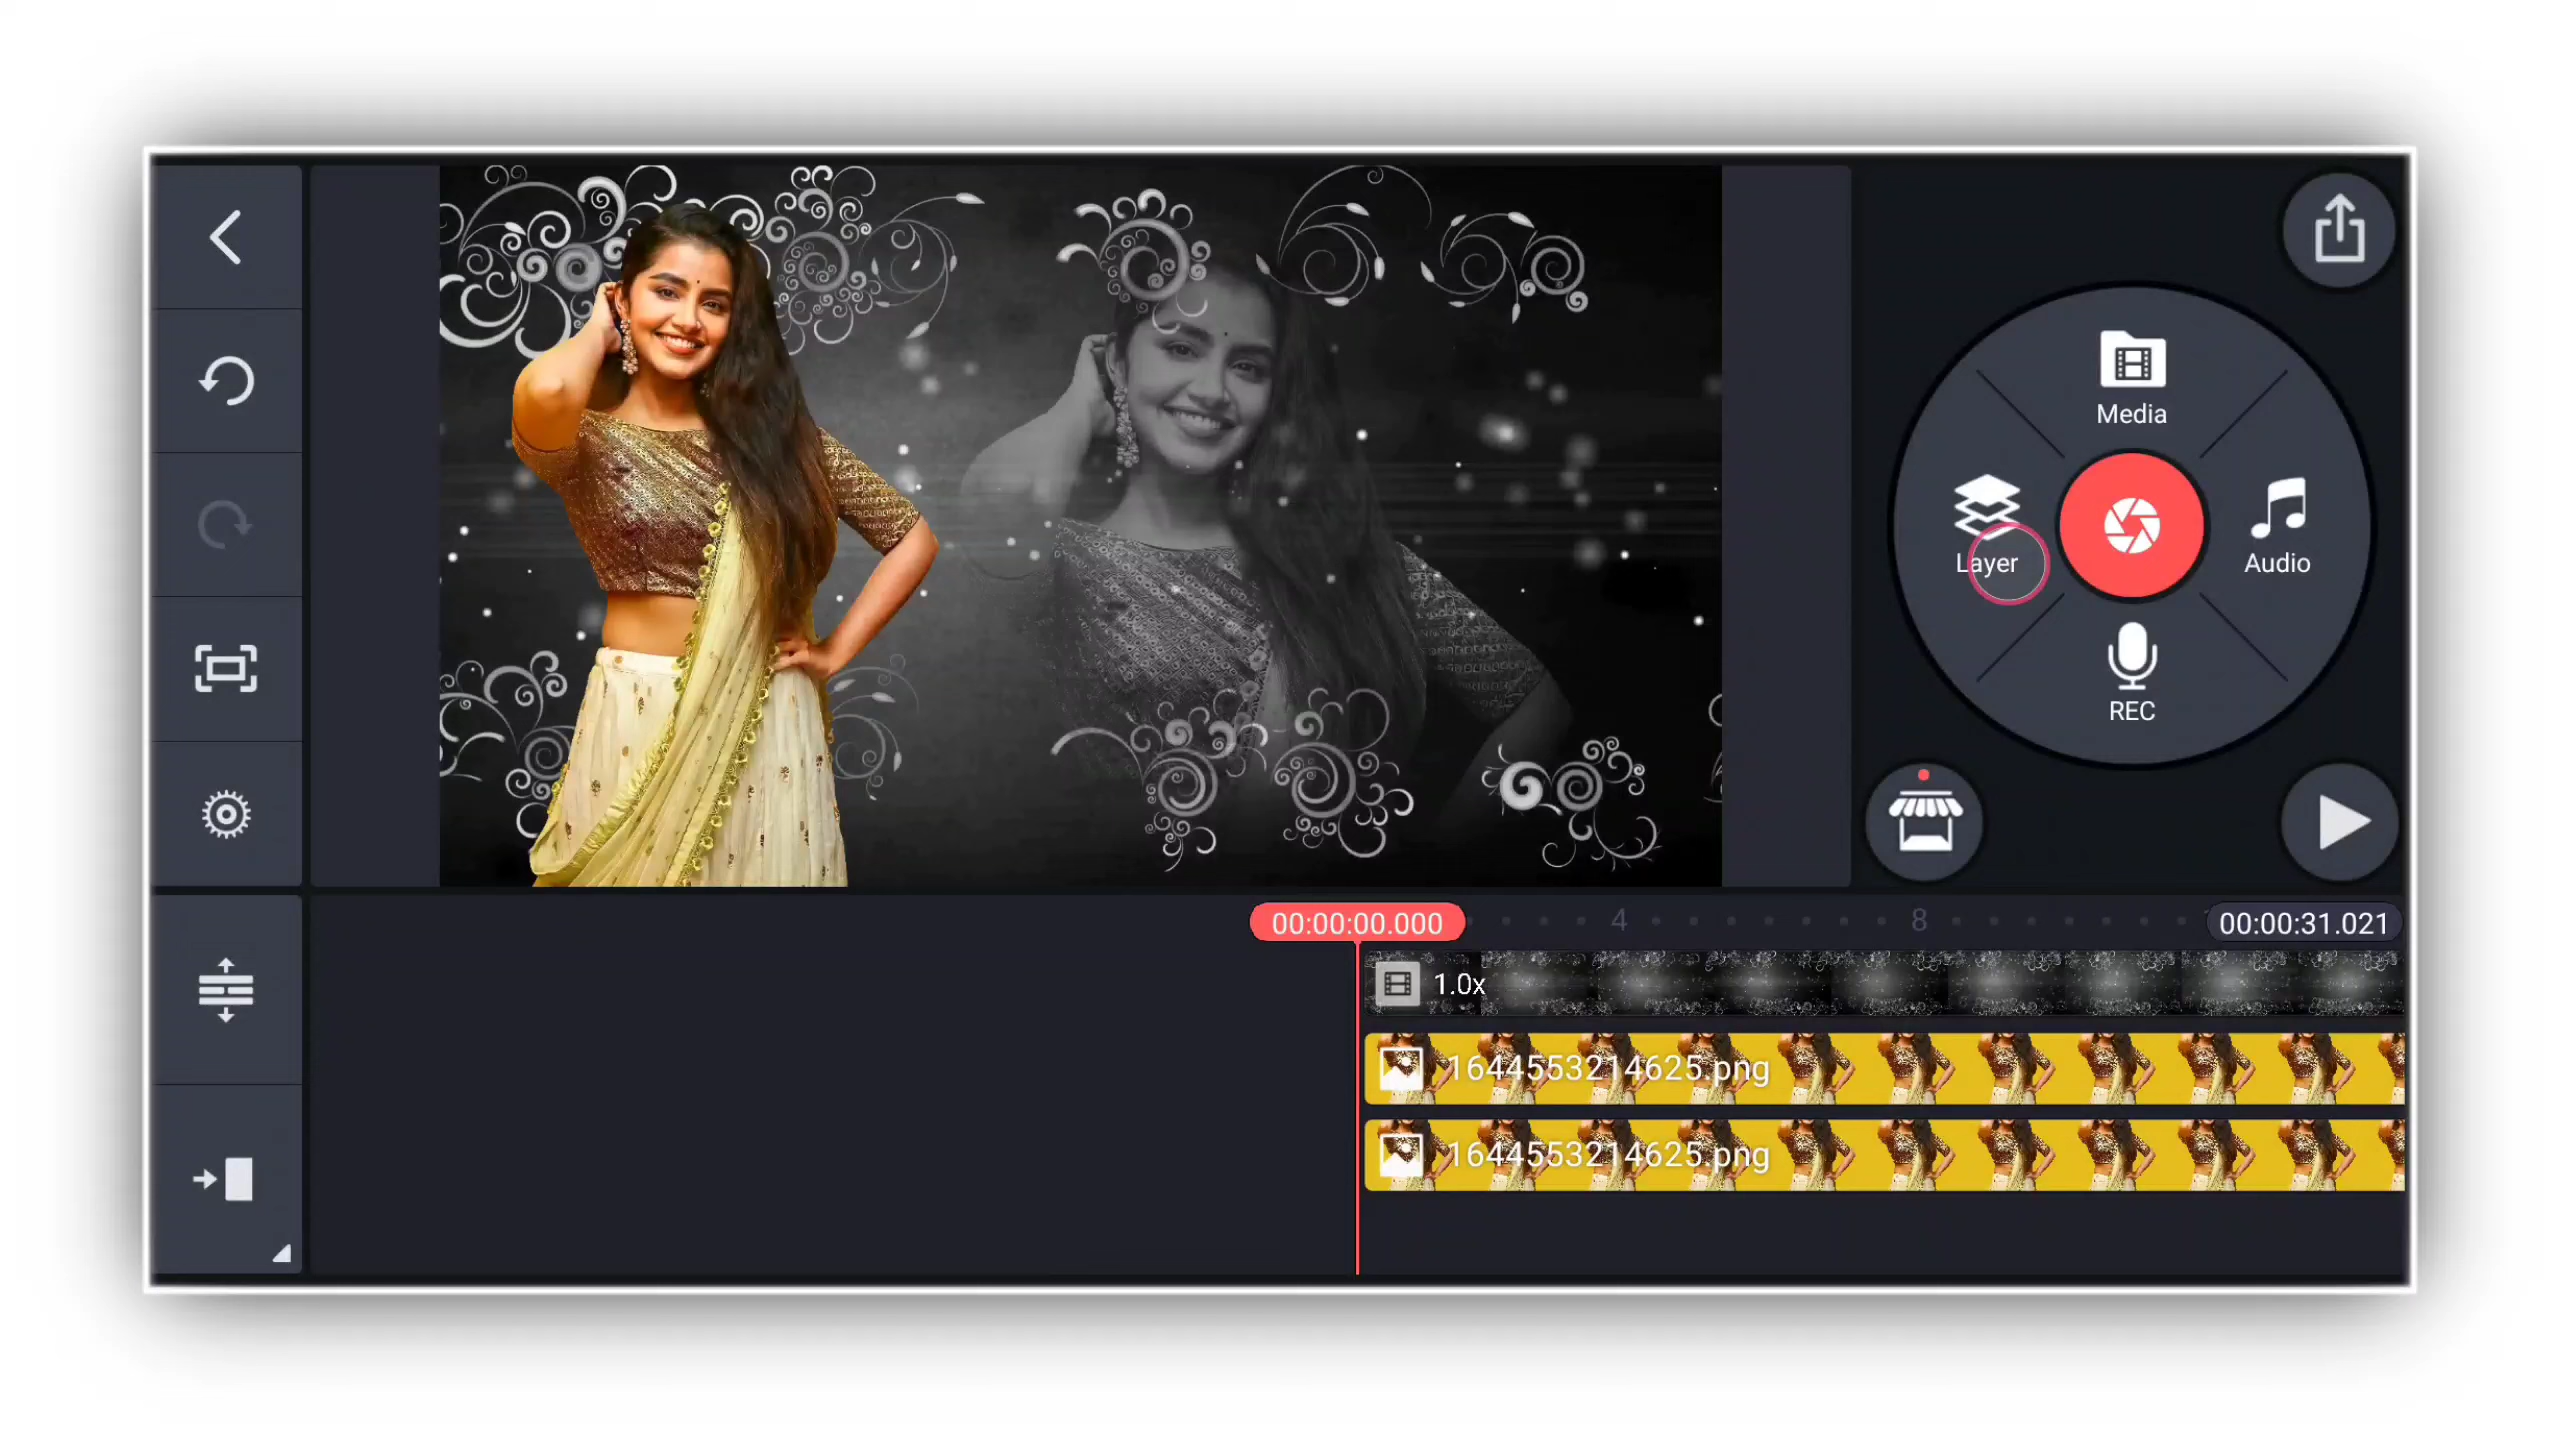 Media
Layer
Audio
REC
00:00:00.000
4
8
00:00:31.021
1.0x
1644553214625.png
1644553214625.png